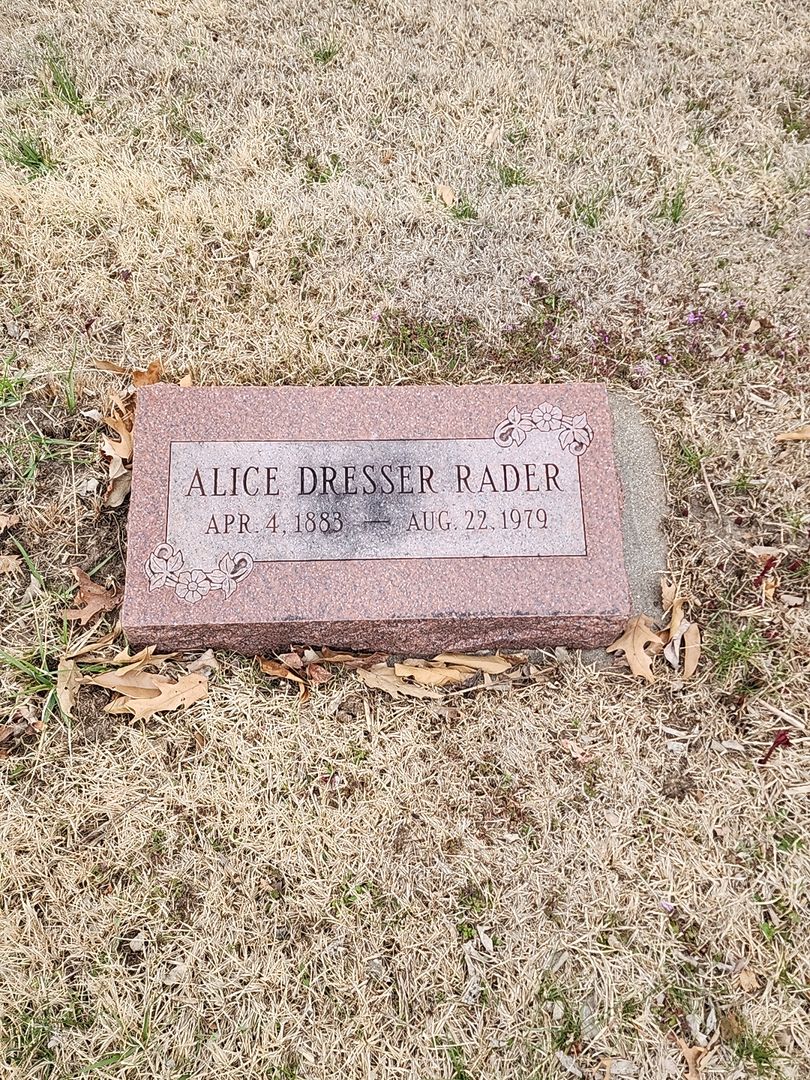 ALICE DRESSER RADER
APR. 4, 1883 — AUG. 22, 1979